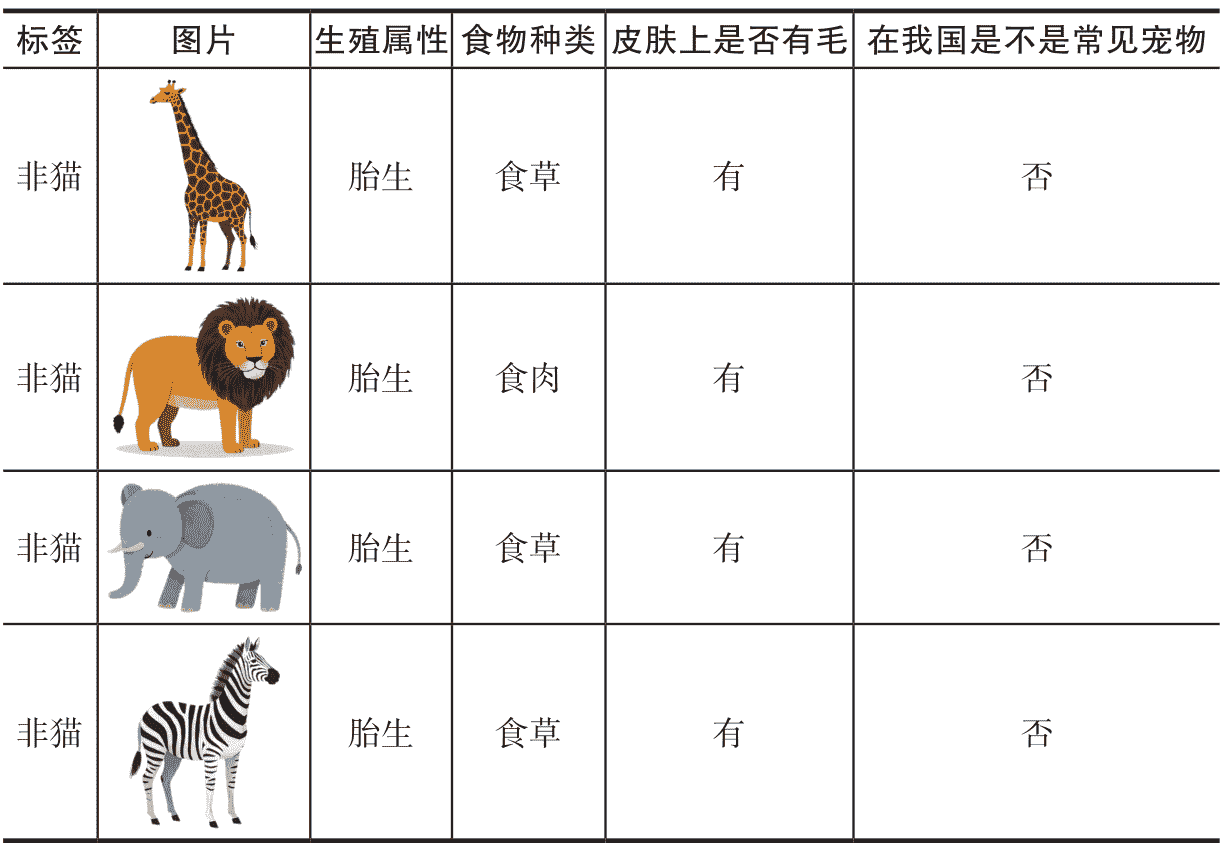 标签 图片 生殖属性 食物种类 皮肤上是否有毛 在我国是不是常见宠物
非猫 胎生 食草 有 否
非猫 胎生 食肉 有 否
非猫 胎生 食草 有 否
非猫 胎生 食草 有 否